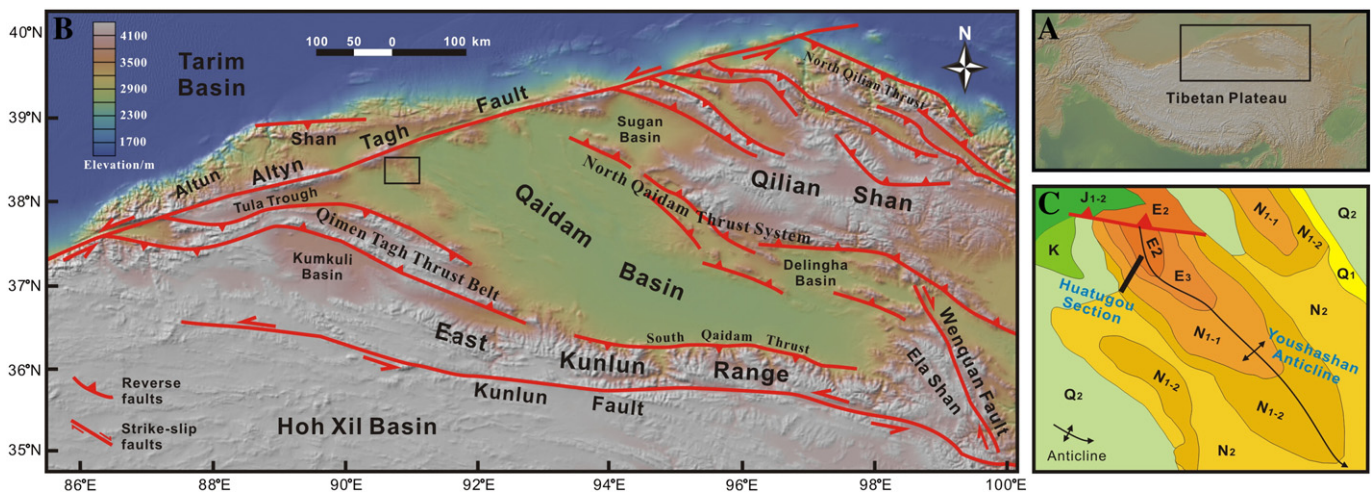 B
40°N
39°N
38°N
37°N
36°N
35°N
86°E
88°E
90°E
92°E
94°E
96°E
98°E
100°E
4100
3500
2900
2300
1700
Elevation/m
Tarim
Basin
100 50 0 100 km
N
North Qilian Thrust
Shan
Altun
Altyn Tagh Fault
Sugan
Basin
Qilian Shan
Tula Trough
Qimen Tagh Thrust Belt
Kumkuli
Basin
Qaidam
Basin
North Qaidam Thrust System
Delingha
Basin
Wenquan Fault
Ela Shan
South Qaidam Thrust
East Kunlun Range
Kunlun Fault
Hoh Xil Basin
Reverse
faults
Strike-slip
faults
A
Tibetan Plateau
C
J1-2
E2
E2
E3
K
N1-1
N1-2
Q2
Q1
N2
Huatugou
Section
N1-1
Youshashan
Anticline
N1-2
N1-2
Q2
N2
N2
Anticline